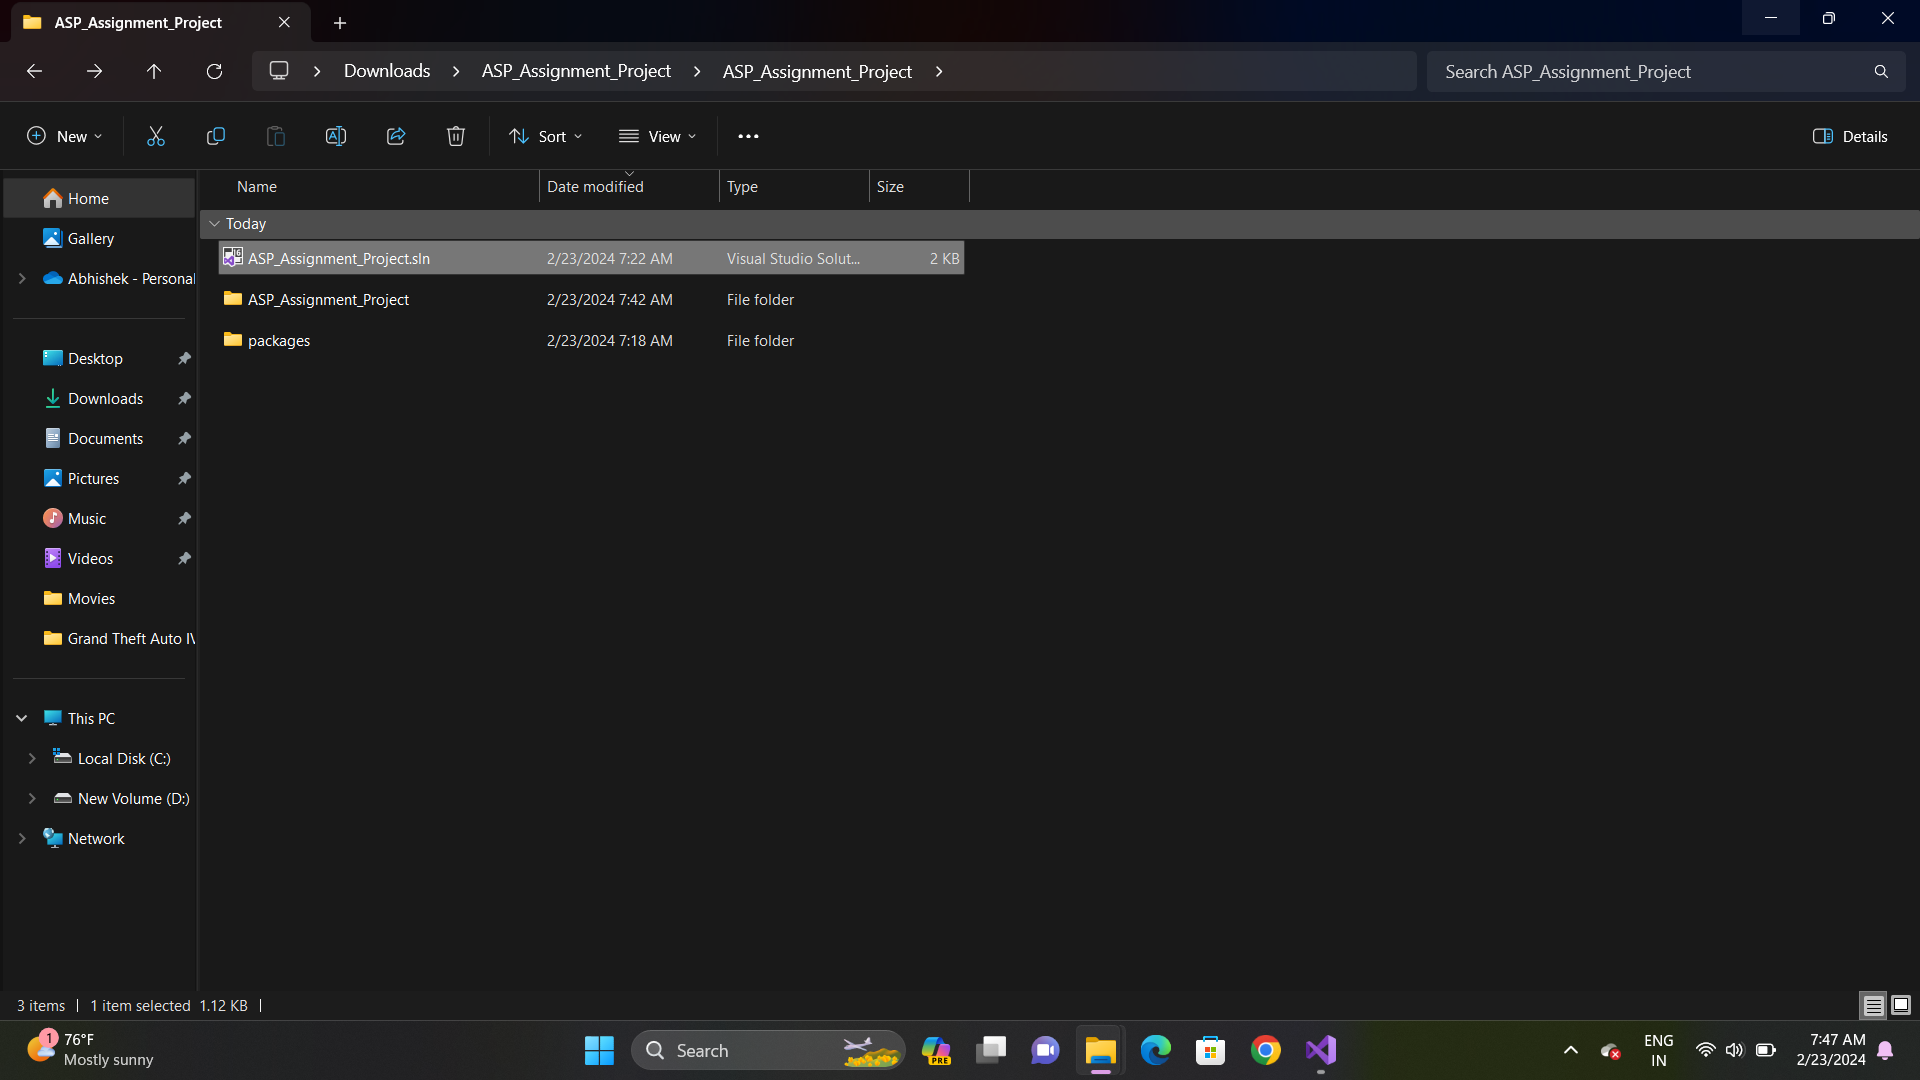 ASP_Assignment_Project
Downloads
ASP_Assignment_Project
ASP_Assignment_Project
Search ASP_Assignment_Project
New
Sort
View
Details
Name
Date modified
Type
Size
Home
Gallery
Abhishek - Personal
Desktop
Downloads
Documents
Pictures
Music
Videos
Movies
Grand Theft Auto IV
This PC
Local Disk (C:)
New Volume (D:)
Network
Today
ASP_Assignment_Project.sln 2/23/2024 7:22 AM Visual Studio Solut... 2 KB
ASP_Assignment_Project 2/23/2024 7:42 AM File folder
packages 2/23/2024 7:18 AM File folder
3 items 1 item selected 1.12 KB
1
76°F
Mostly sunny
Search
PRE
ENG
IN
7:47 AM
2/23/2024